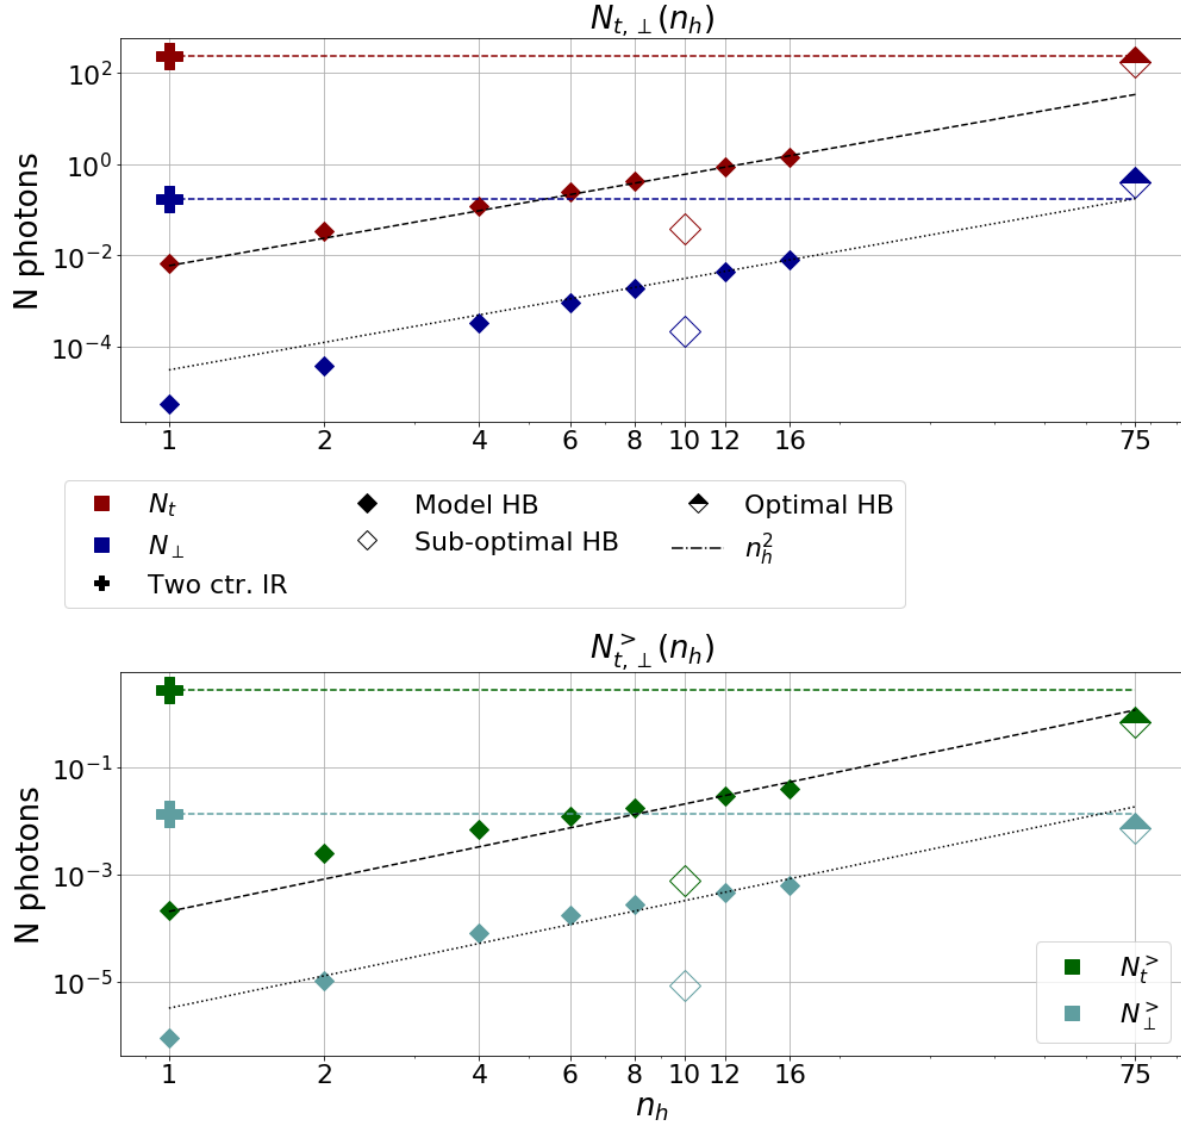 N_{t,⊥}(n_h)
10^2
10^0
10^{-2}
10^{-4}
N photons
1 2 4 6 8 10 12 16 75
N_t
N_⊥
Two ctr. IR
Model HB
Sub-optimal HB
Optimal HB
n_h^2
N^>_{t,⊥}(n_h)
10^{-1}
10^{-3}
10^{-5}
N photons
N_t^>
N_⊥^>
1 2 4 6 8 10 12 16 75
n_h